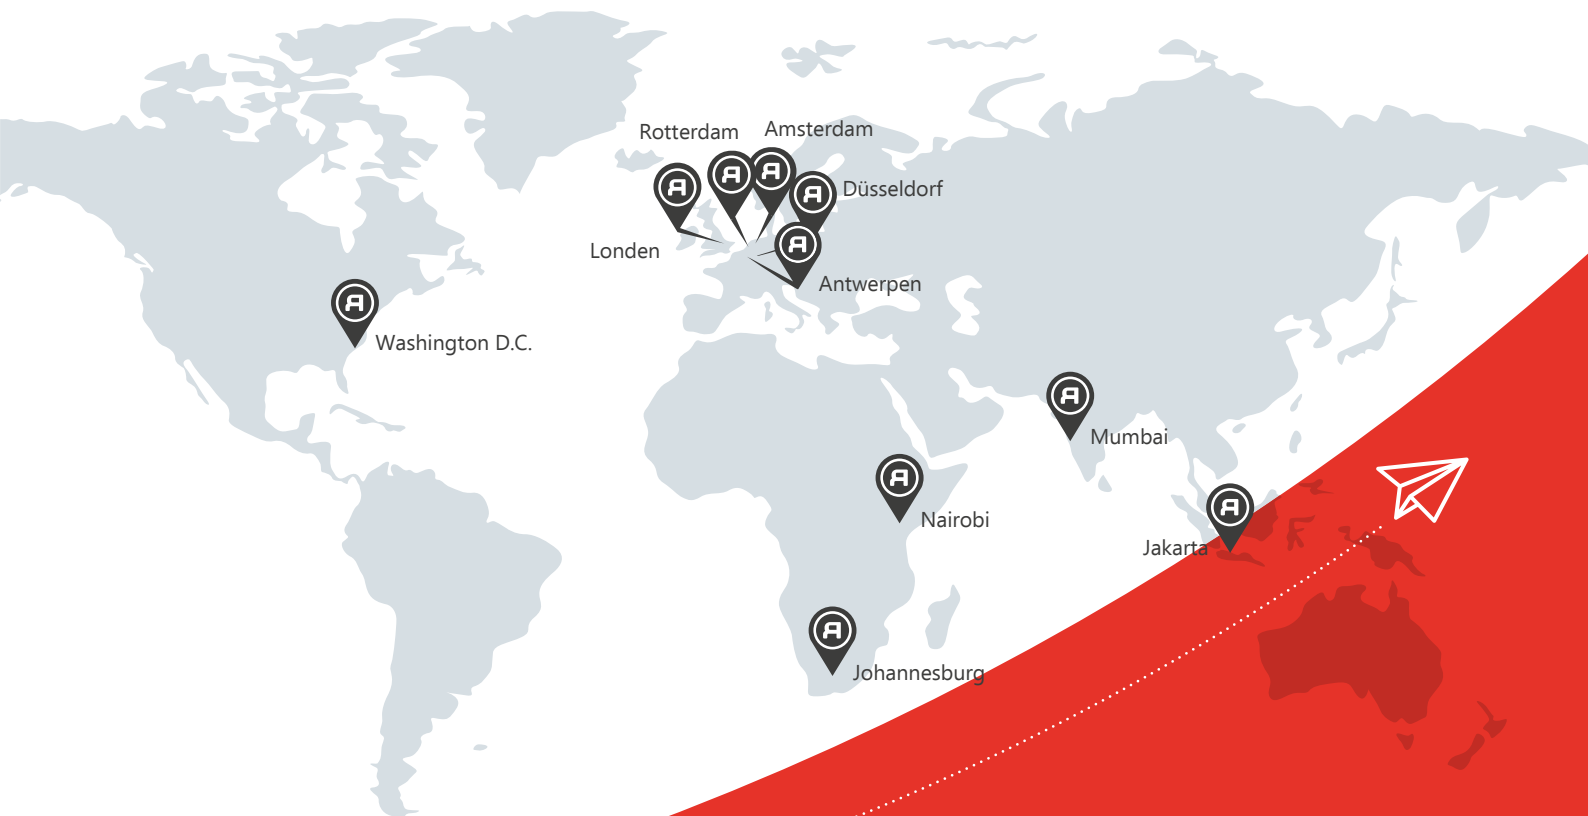 Rotterdam
Amsterdam
Düsseldorf
Londen
Antwerpen
Washington D.C.
Mumbai
Nairobi
Jakarta
Johannesburg